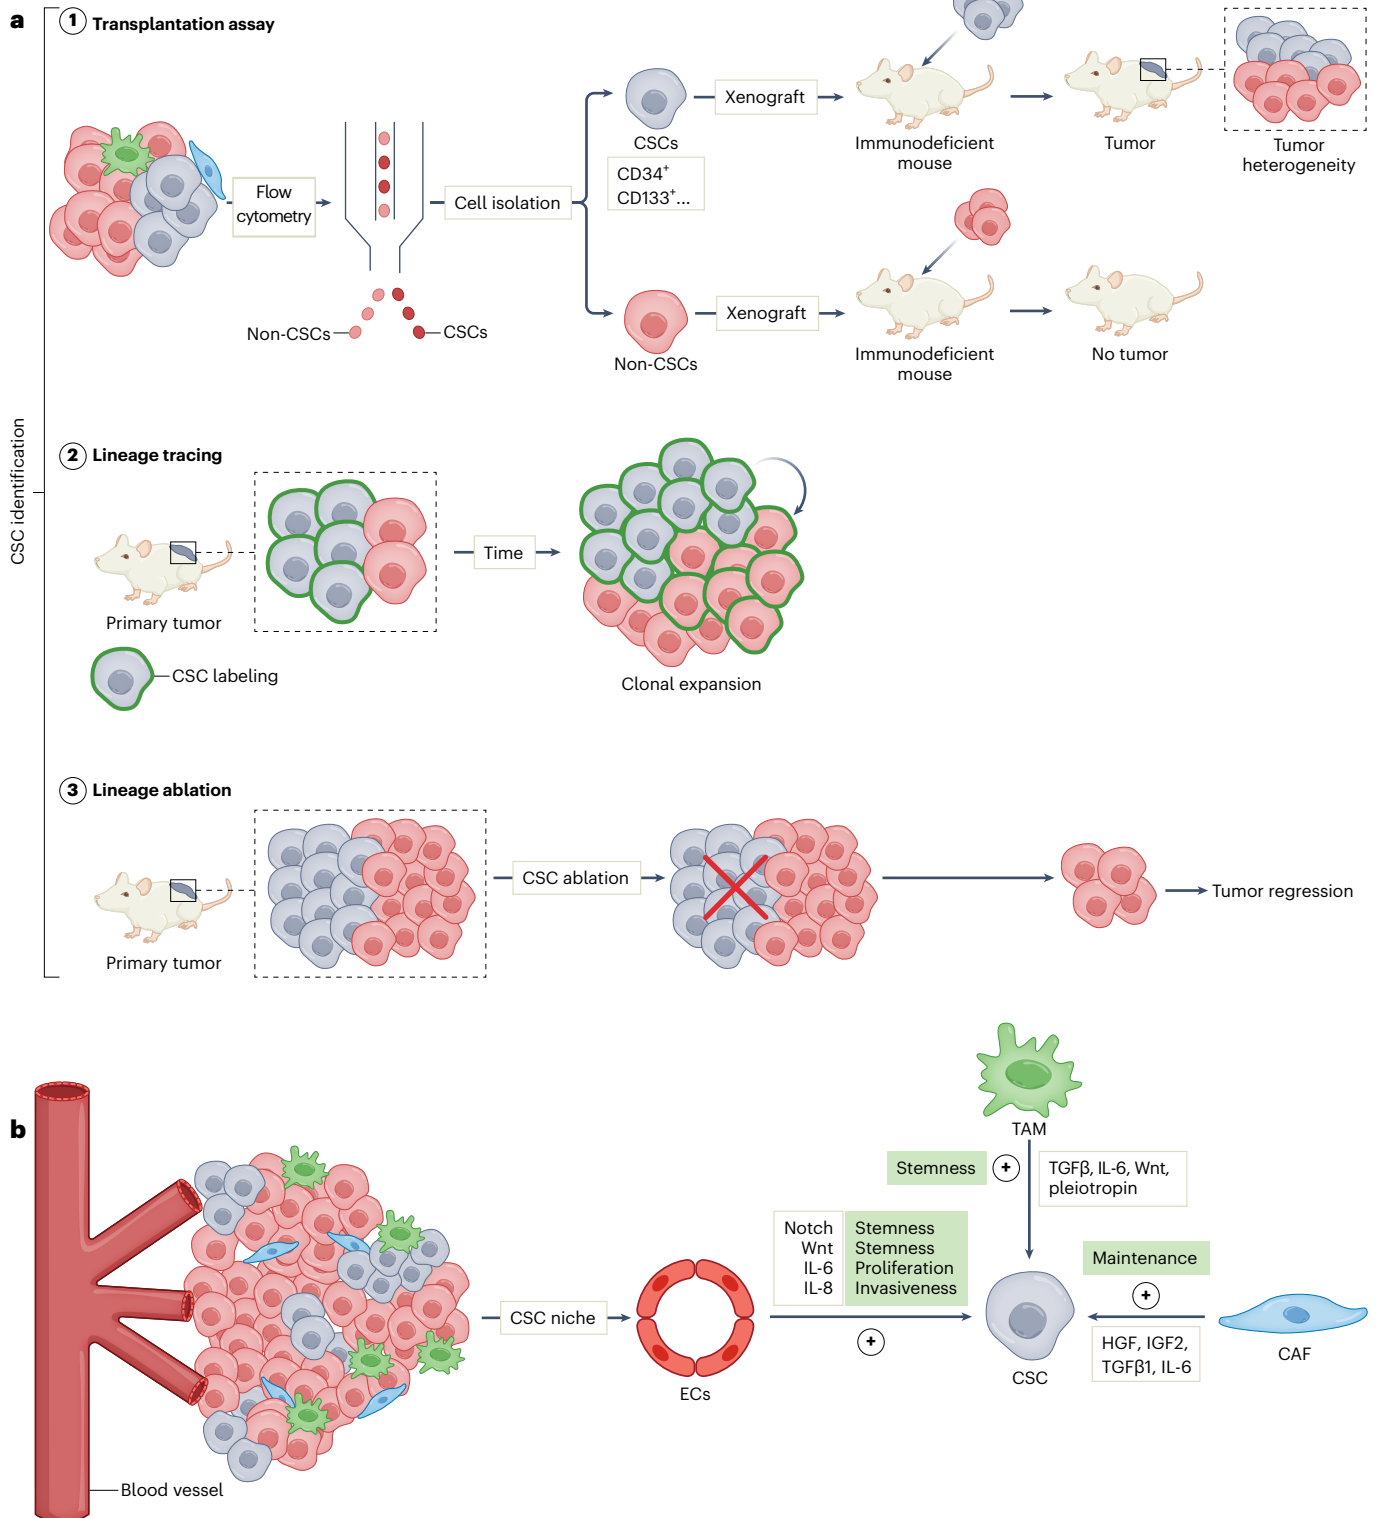 a
1 Transplantation assay
Flow
cytometry
Non-CSCs
CSCs
Cell isolation
CSCs
CD34⁺
CD133⁺...
Xenograft
Immunodeficient
mouse
Tumor
Tumor
heterogeneity
Non-CSCs
Xenograft
Immunodeficient
mouse
No tumor
CSC identification
2 Lineage tracing
Primary tumor
CSC labeling
Time
Clonal expansion
3 Lineage ablation
Primary tumor
CSC ablation
Tumor regression
b
Blood vessel
CSC niche
ECs
Notch Stemness
Wnt Stemness
IL-6 Proliferation
IL-8 Invasiveness
+
TAM
Stemness +
TGFβ, IL-6, Wnt,
pleiotropin
CSC
Maintenance
+
HGF, IGF2,
TGFβ1, IL-6
CAF